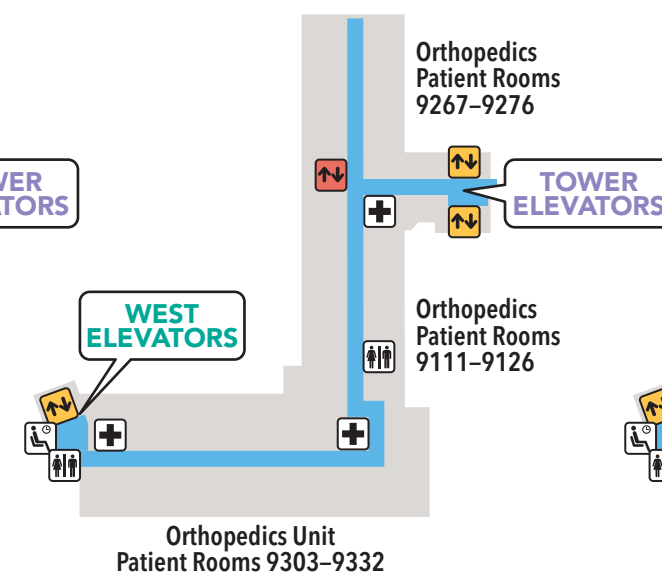 Orthopedics
Patient Rooms
9267–9276
TOWER
ELEVATORS
WEST
ELEVATORS
Orthopedics
Patient Rooms
9111–9126
Orthopedics Unit
Patient Rooms 9303–9332